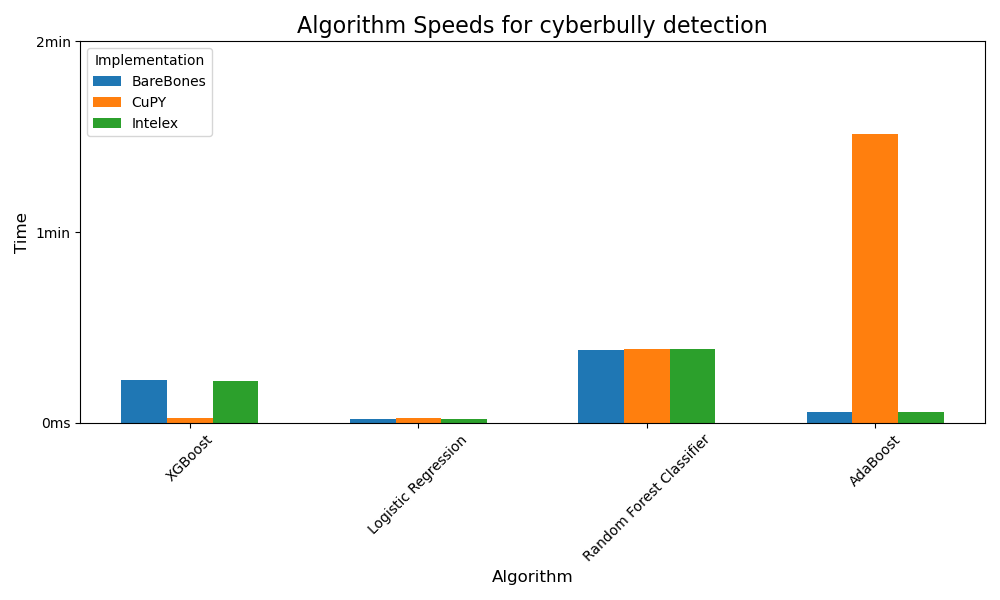 Algorithm Speeds for cyberbully detection
2min
1min
0ms
Time
Implementation
BareBones
CuPY
Intelex
XGBoost
Logistic Regression
Random Forest Classifier
AdaBoost
Algorithm